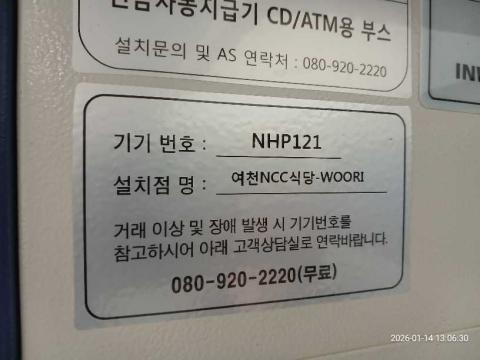 현금자동지급기 CD/ATM용 부스
설치문의 및 AS 연락처 : 080-920-2220
기기 번호 : NHP121
설치점 명 : 여천NCC식당-WOORI
거래 이상 및 장애 발생 시 기기번호를
참고하시어 아래 고객상담실로 연락바랍니다.
080-920-2220(무료)
2026-01-14 13:06:30